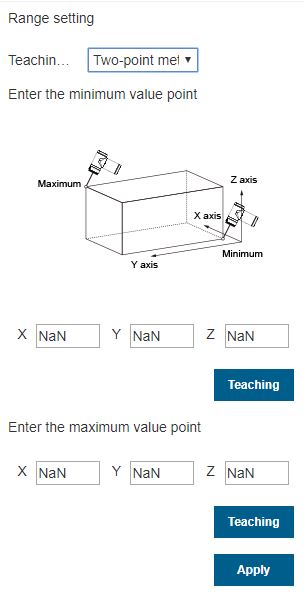 Range setting
Teachin… Two-point met
Enter the minimum value point
Maximum
Z axis
X axis
Minimum
Y axis
X NaN Y NaN Z NaN
Teaching
Enter the maximum value point
X NaN Y NaN Z NaN
Teaching
Apply